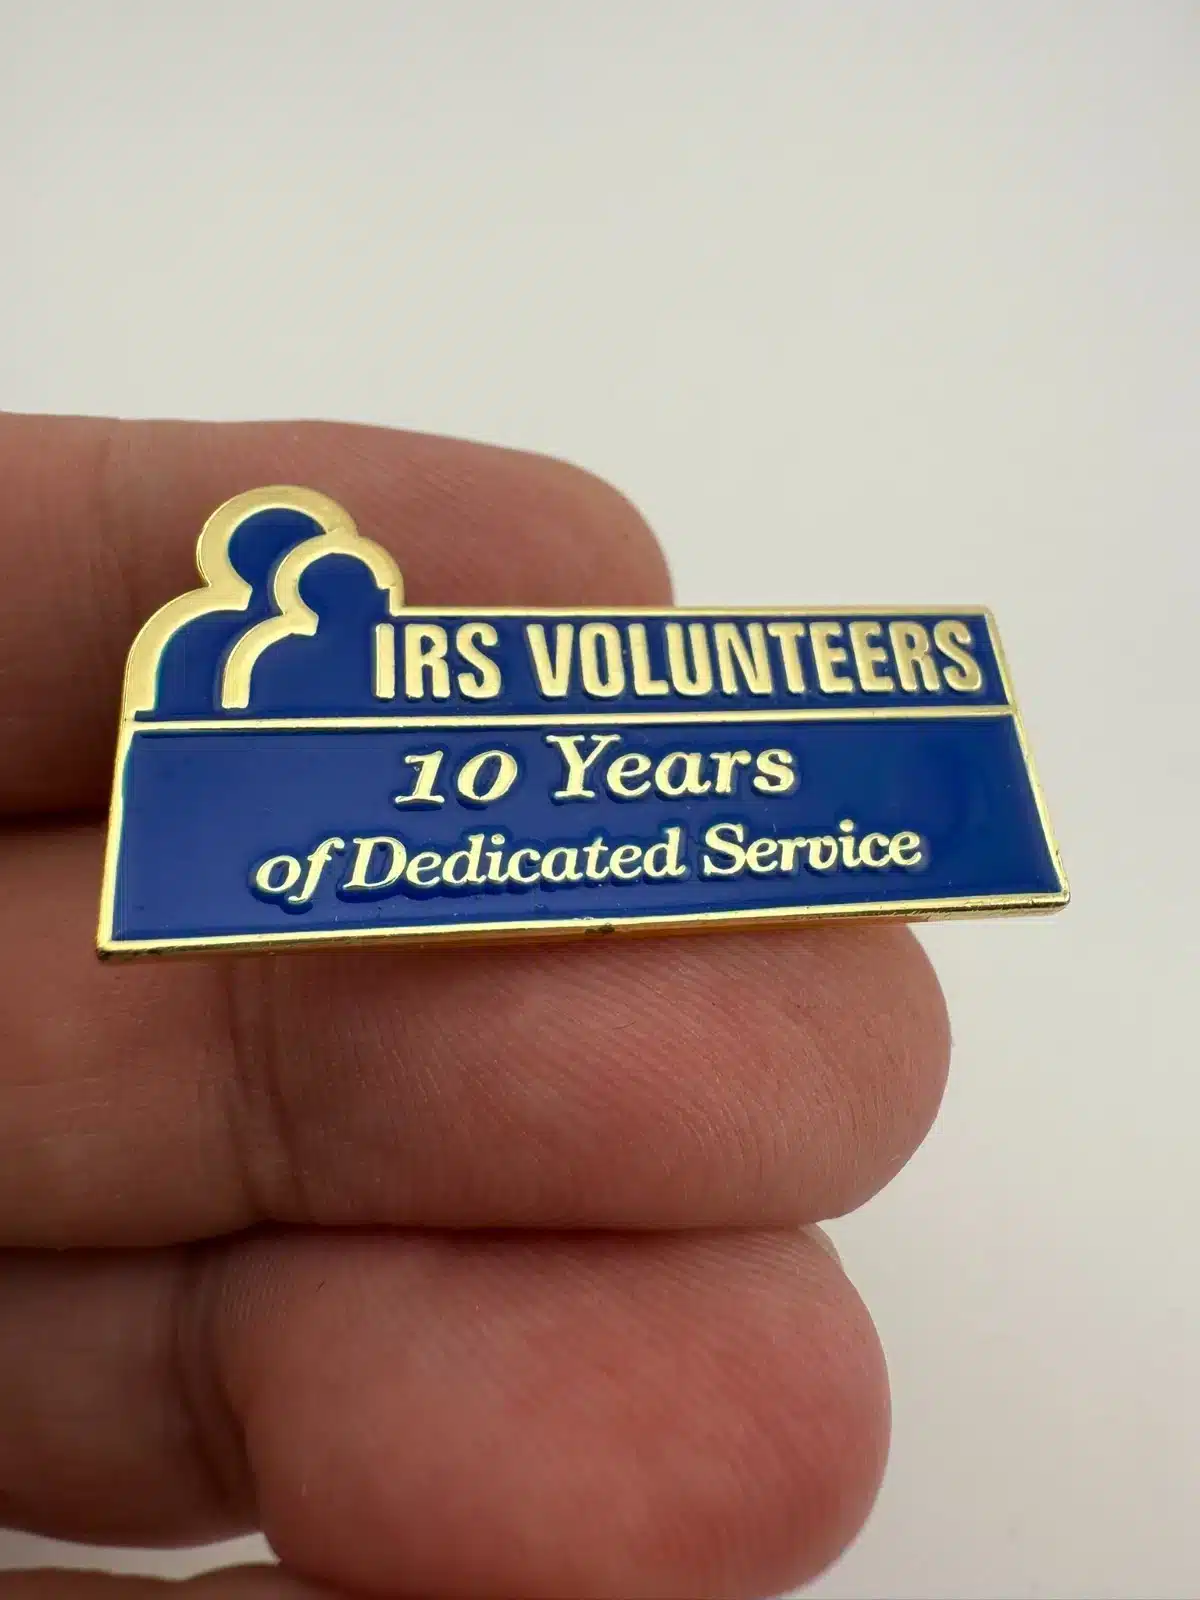 IRS VOLUNTEERS
10 Years
of Dedicated Service